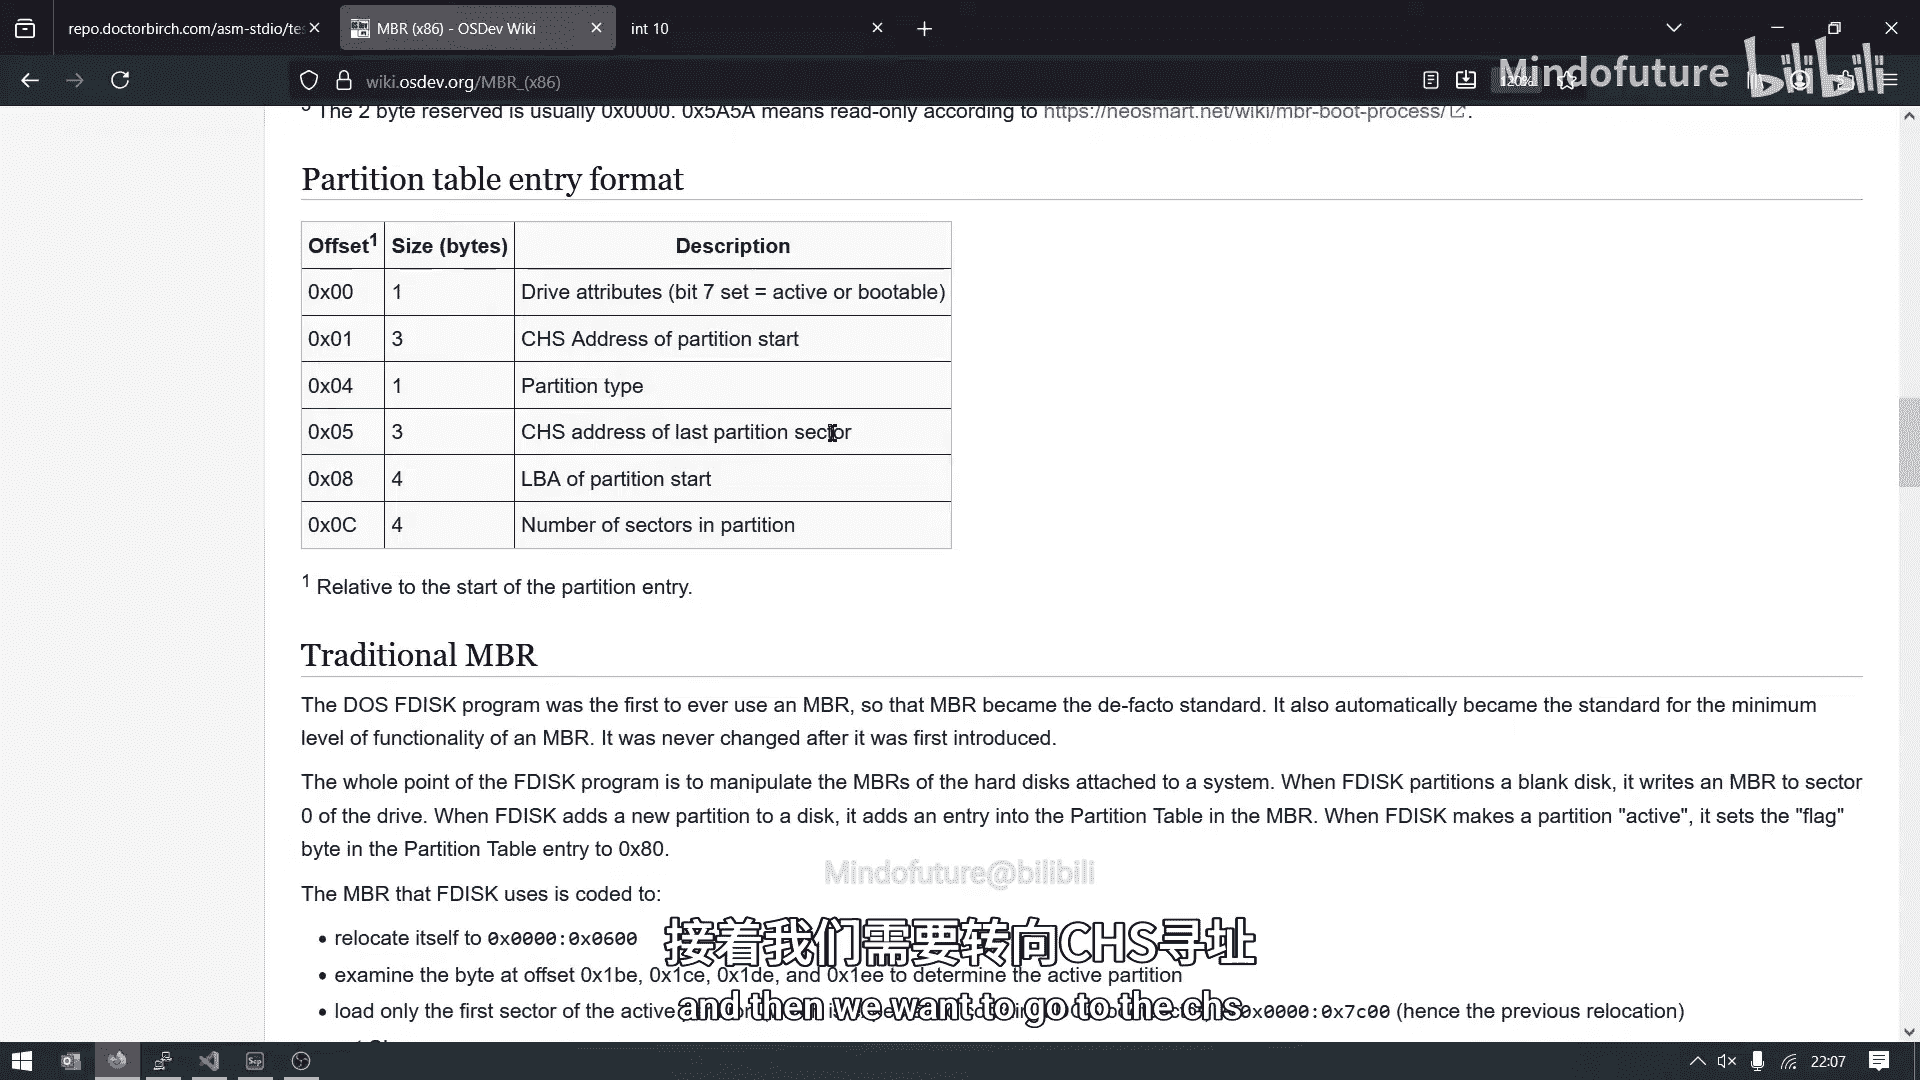 repo.doctorbirch.com/asm-stdio/te
MBR (x86) - OSDev Wiki
int 10
wiki.osdev.org/MBR_(x86)
120%
Mindofuture bilibili
3 The 2 byte reserved is usually 0x0000. 0x5A5A means read-only according to https://neosmart.net/wiki/mbr-boot-process/.
Partition table entry format
Offset1 Size (bytes) Description
0x00 1 Drive attributes (bit 7 set = active or bootable)
0x01 3 CHS Address of partition start
0x04 1 Partition type
0x05 3 CHS address of last partition sector
0x08 4 LBA of partition start
0x0C 4 Number of sectors in partition
1 Relative to the start of the partition entry.
Traditional MBR
The DOS FDISK program was the first to ever use an MBR, so that MBR became the de-facto standard. It also automatically became the standard for the minimum
level of functionality of an MBR. It was never changed after it was first introduced.
The whole point of the FDISK program is to manipulate the MBRs of the hard disks attached to a system. When FDISK partitions a blank disk, it writes an MBR to sector
0 of the drive. When FDISK adds a new partition to a disk, it adds an entry into the Partition Table in the MBR. When FDISK makes a partition "active", it sets the "flag"
byte in the Partition Table entry to 0x80.
Mindofuture@bilibili
The MBR that FDISK uses is coded to:
• relocate itself to 0x0000:0x0600
接着我们需要转向CHS寻址
• examine the byte at offset 0x1be, 0x1ce, 0x1de, and 0x1ee to determine the active partition
• load only the first sector of the active 0x0000:0x7c00 (hence the previous relocation)
and then we want to go to the chs
22:07